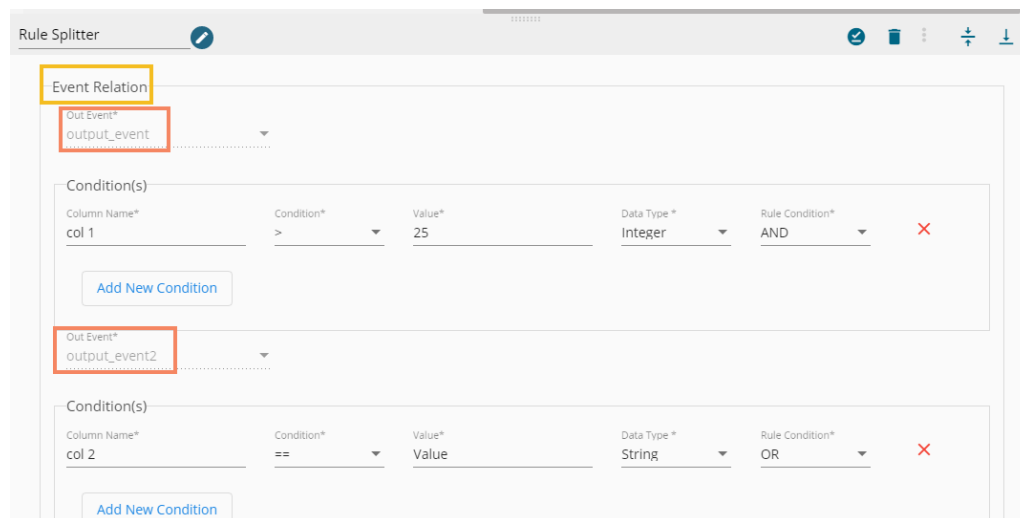 Rule Splitter
Event Relation
Out Event*
output_event
Condition(s)
Column Name* Condition* Value* Data Type * Rule Condition*
col 1 > 25 Integer AND
Add New Condition
Out Event*
output_event2
Condition(s)
Column Name* Condition* Value* Data Type * Rule Condition*
col 2 == Value String OR
Add New Condition